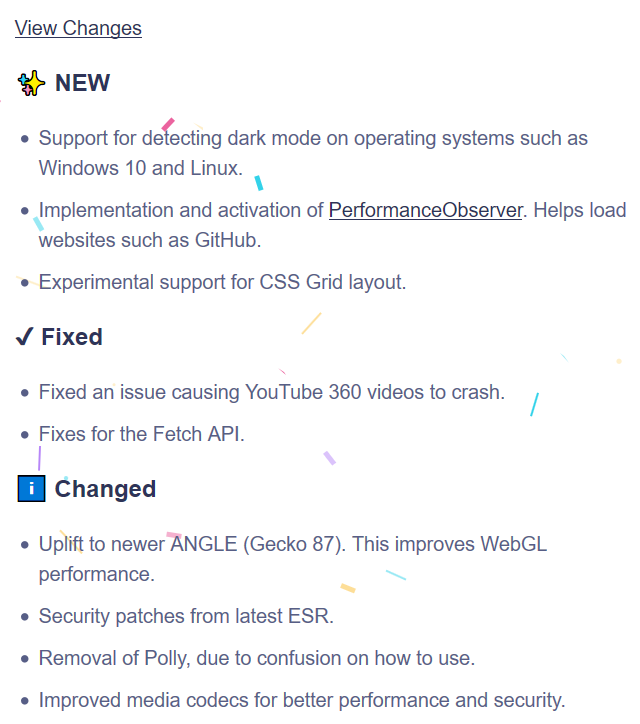 View Changes
NEW
Support for detecting dark mode on operating systems such as
Windows 10 and Linux.
Implementation and activation of PerformanceObserver. Helps load
websites such as GitHub.
Experimental support for CSS Grid layout.
Fixed
Fixed an issue causing YouTube 360 videos to crash.
Fixes for the Fetch API.
Changed
Uplift to newer ANGLE (Gecko 87). This improves WebGL
performance.
Security patches from latest ESR.
Removal of Polly, due to confusion on how to use.
Improved media codecs for better performance and security.